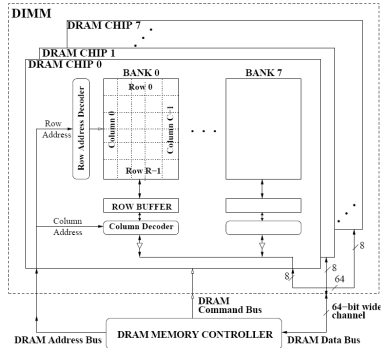 DIMM
DRAM CHIP 7
DRAM CHIP 1
DRAM CHIP 0
BANK 0
BANK 7
Row 0
Row Address Decoder
Column 0
Column C−1
Row
Address
Row R−1
ROW BUFFER
Column
Address
Column Decoder
8
8
8
64
DRAM
Command Bus
64−bit wide
channel
DRAM Address Bus
DRAM MEMORY CONTROLLER
DRAM Data Bus